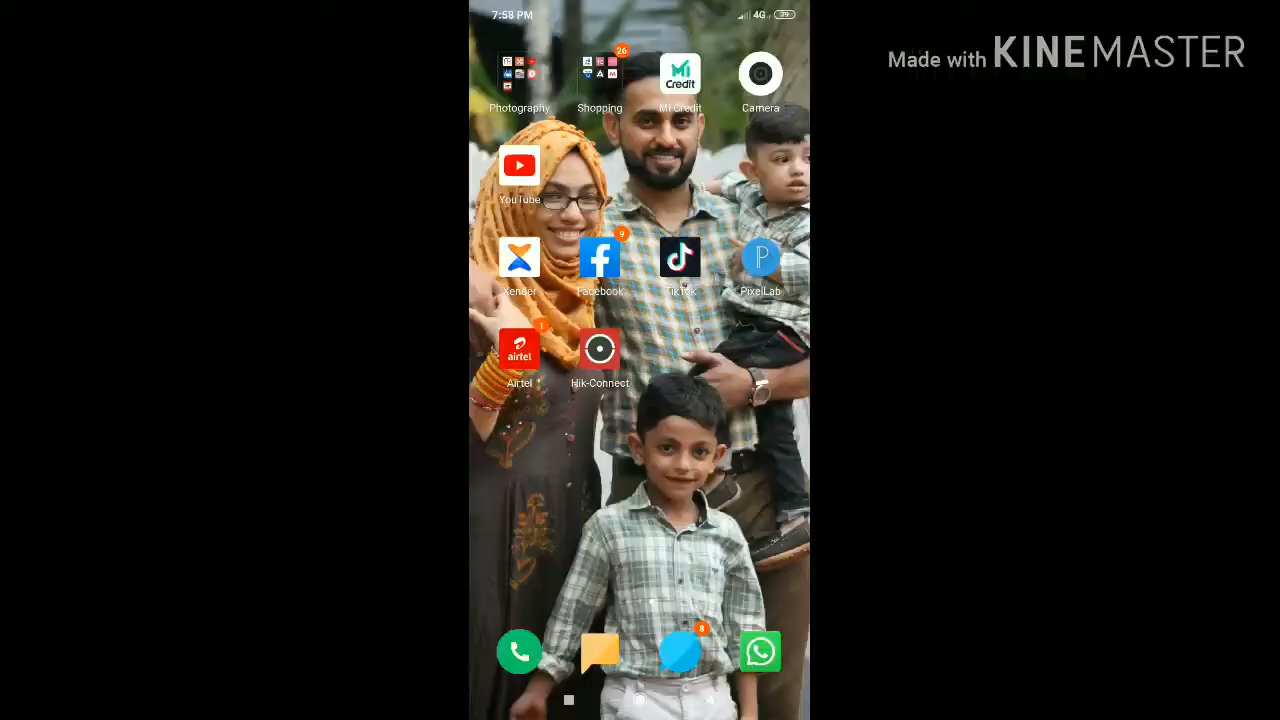 7:58 PM
4G
79
Made with KINEMASTER
26
Mi
Credit
Photography
Shopping
Mi Credit
Camera
YouTube
9
P
Xender
Facebook
TikTok
PixelLab
1
airtel
Airtel
Hik-Connect
8